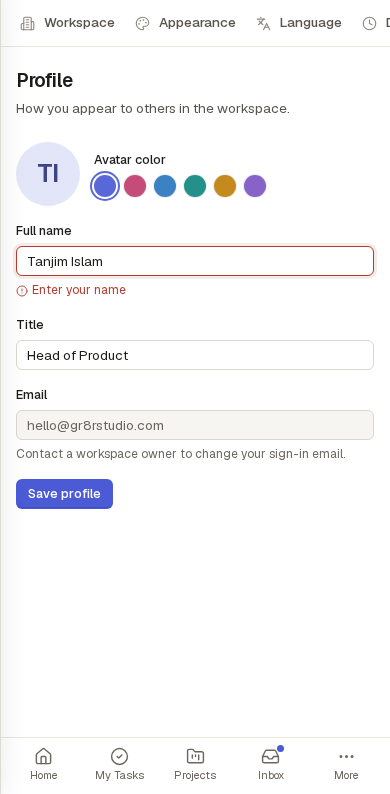 Workspace Appearance Language
Profile
How you appear to others in the workspace.
TI
Avatar color
Full name
Tanjim Islam
Enter your name
Title
Head of Product
Email
hello@gr8rstudio.com
Contact a workspace owner to change your sign-in email.
Save profile
Home My Tasks Projects Inbox More